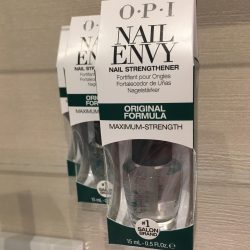 O·P·I
NAIL
ENVY
NAIL STRENGTHENER
Fortifiant pour Ongles
Fortalecedor de Uñas
Nagelstärker
ORIGINAL
FORMULA
MAXIMUM-STRENGTH
#1
SALON
BRAND
15 mL - 0.5 Fl. Oz.